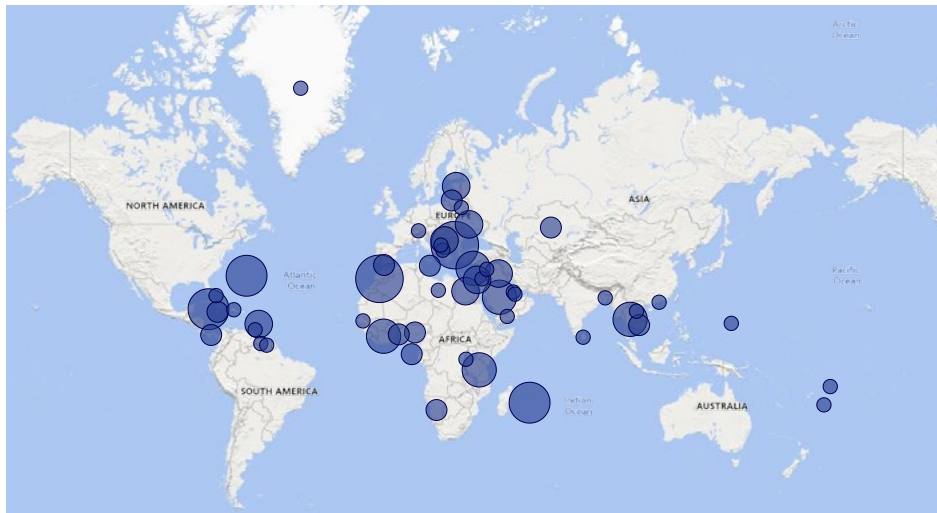 Arctic
Ocean
ASIA
NORTH AMERICA
EUROPE
Atlantic
Ocean
Pacific
Ocean
AFRICA
SOUTH AMERICA
Indian
Ocean
AUSTRALIA